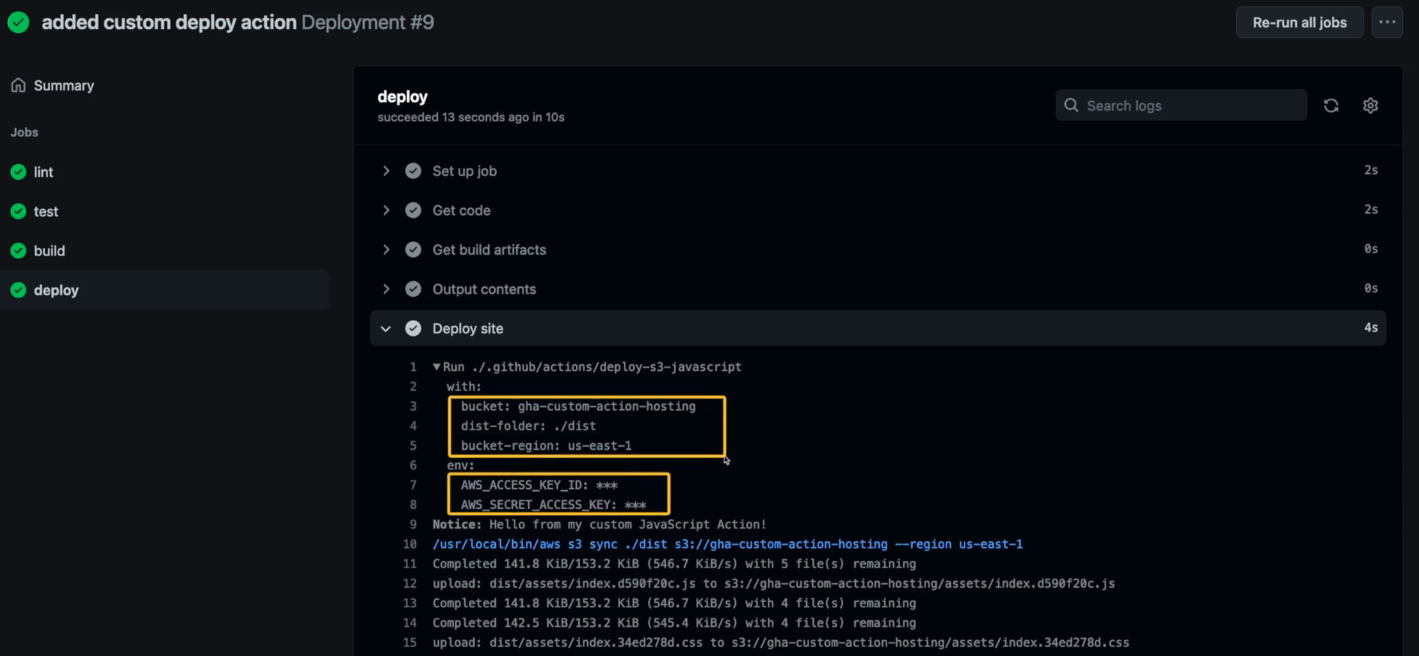 added custom deploy action Deployment #9
Re-run all jobs
Summary
Jobs
lint
test
build
deploy
deploy
succeeded 13 seconds ago in 10s
Search logs
Set up job 2s
Get code 2s
Get build artifacts 0s
Output contents 0s
Deploy site 4s
1 ▼Run ./.github/actions/deploy-s3-javascript
2 with:
3 bucket: gha-custom-action-hosting
4 dist-folder: ./dist
5 bucket-region: us-east-1
6 env:
7 AWS_ACCESS_KEY_ID: ***
8 AWS_SECRET_ACCESS_KEY: ***
9 Notice: Hello from my custom JavaScript Action!
10 /usr/local/bin/aws s3 sync ./dist s3://gha-custom-action-hosting --region us-east-1
11 Completed 141.8 KiB/153.2 KiB (546.7 KiB/s) with 5 file(s) remaining
12 upload: dist/assets/index.d590f20c.js to s3://gha-custom-action-hosting/assets/index.d590f20c.js
13 Completed 141.8 KiB/153.2 KiB (546.7 KiB/s) with 4 file(s) remaining
14 Completed 142.5 KiB/153.2 KiB (545.4 KiB/s) with 4 file(s) remaining
15 upload: dist/assets/index.34ed278d.css to s3://gha-custom-action-hosting/assets/index.34ed278d.css